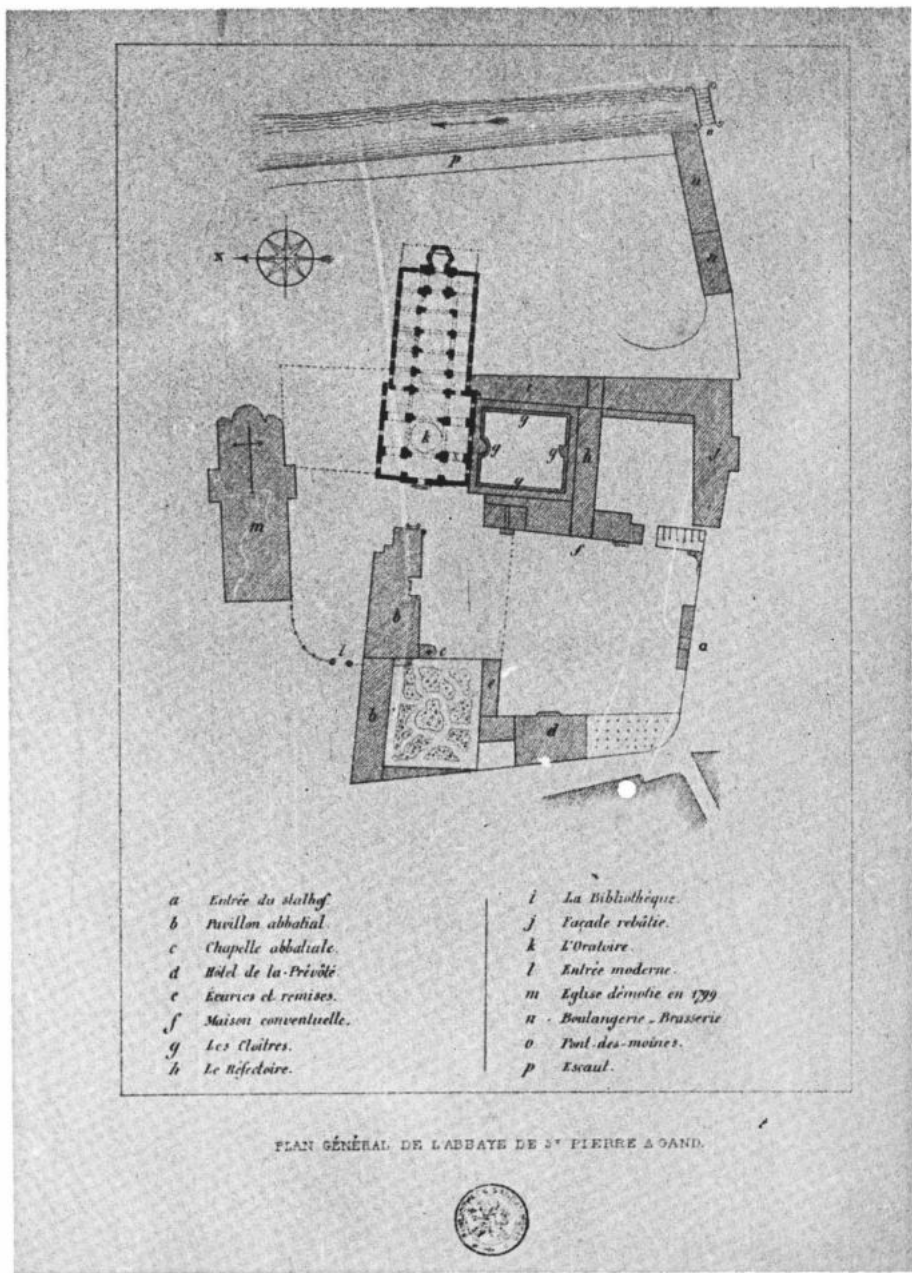 p
o
n
n
N
k
i
g
g
g
g
h
j
m
f
b
l
c
a
b
e
d
a Entrée du stalhof.
b Pavillon abbatial.
c Chapelle abbatiale.
d Hôtel de la Prévôté.
e Écuries et remises.
f Maison conventuelle.
g Les Cloîtres.
h Le Réfectoire.
i La Bibliothèque.
j Façade rebâtie.
k L'Oratoire.
l Entrée moderne.
m Eglise démolie en 1799
n Boulangerie - Brasserie
o Pont-des-moines.
p Escaut.
PLAN GÉNÉRAL DE L'ABBAYE DE ST PIERRE A GAND.